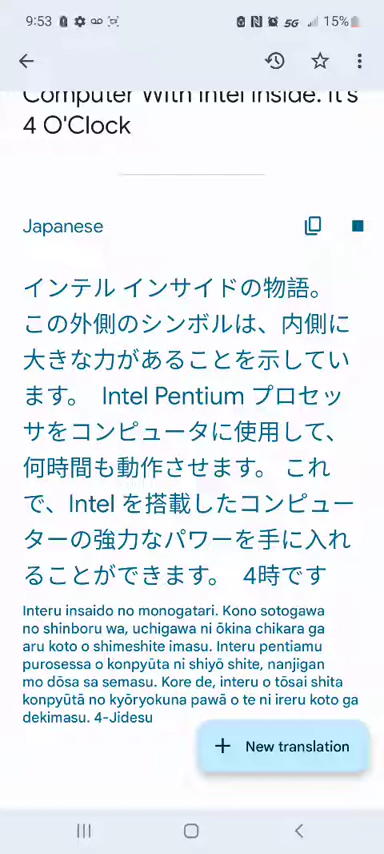 9:53
5G
15%
Computer With Intel Inside. It's
4 O'Clock
Japanese
インテル インサイドの物語。
この外側のシンボルは、内側に
大きな力があることを示してい
ます。 Intel Pentium プロセッ
サをコンピュータに使用して、
何時間も動作させます。 これ
で、Intel を搭載したコンピュー
ターの強力なパワーを手に入れ
ることができます。 4時です
Interu insaido no monogatari. Kono sotogawa
no shinboru wa, uchigawa ni ōkina chikara ga
aru koto o shimeshite imasu. Interu pentiamu
purosessa o konpyūta ni shiyō shite, nanjigan
mo dōsa sa semasu. Kore de, interu o tōsai shita
konpyūtā no kyōryokuna pawā o te ni ireru koto ga
dekimasu. 4-Jidesu
+ New translation